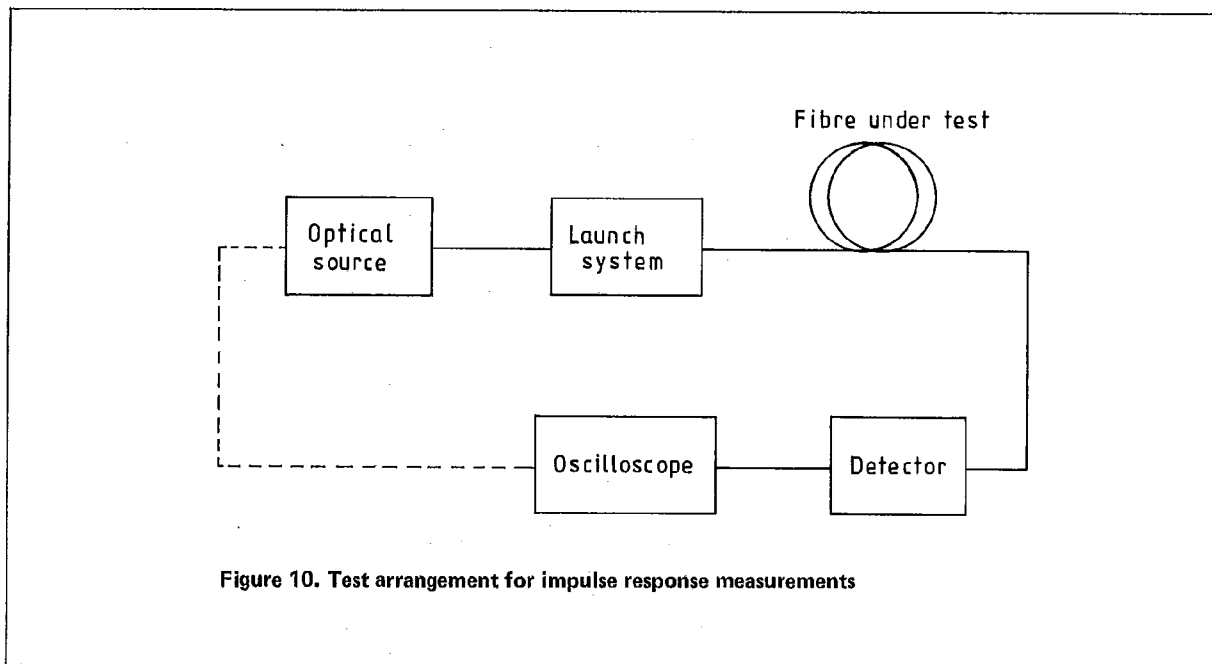 Fibre under test
Optical
source
Launch
system
Oscilloscope
Detector
Figure 10. Test arrangement for impulse response measurements